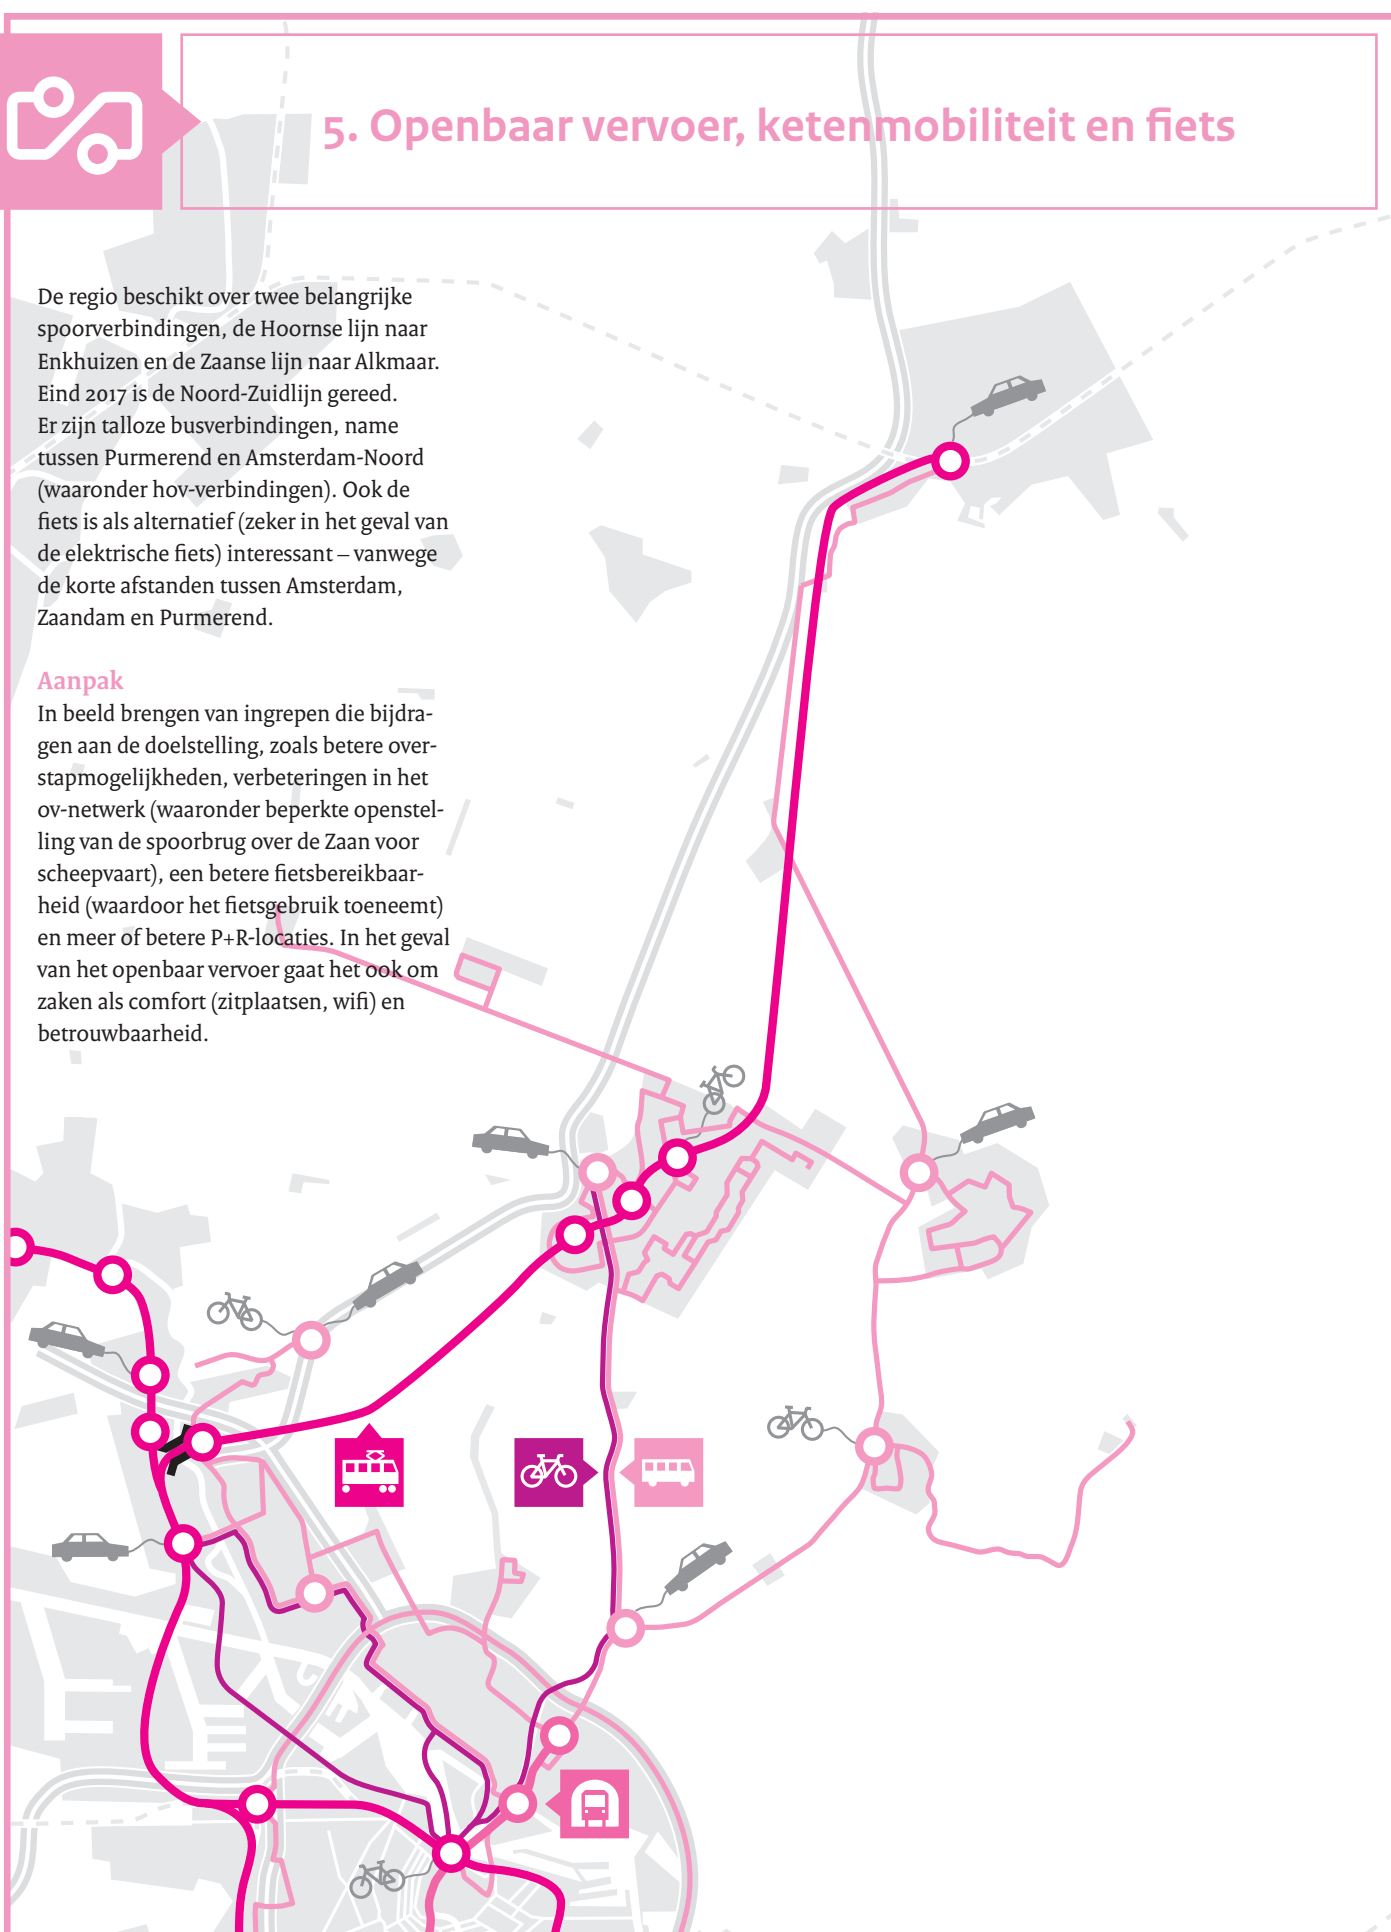 5. Openbaar vervoer, ketenmobiliteit en fiets
De regio beschikt over twee belangrijke
spoorverbindingen, de Hoornse lijn naar
Enkhuizen en de Zaanse lijn naar Alkmaar.
Eind 2017 is de Noord-Zuidlijn gereed.
Er zijn talloze busverbindingen, name
tussen Purmerend en Amsterdam-Noord
(waaronder hov-verbindingen). Ook de
fiets is als alternatief (zeker in het geval van
de elektrische fiets) interessant – vanwege
de korte afstanden tussen Amsterdam,
Zaandam en Purmerend.
Aanpak
In beeld brengen van ingrepen die bijdra-
gen aan de doelstelling, zoals betere over-
stapmogelijkheden, verbeteringen in het
ov-netwerk (waaronder beperkte openstel-
ling van de spoorbrug over de Zaan voor
scheepvaart), een betere fietsbereikbaar-
heid (waardoor het fietsgebruik toeneemt)
en meer of betere P+R-locaties. In het geval
van het openbaar vervoer gaat het ook om
zaken als comfort (zitplaatsen, wifi) en
betrouwbaarheid.